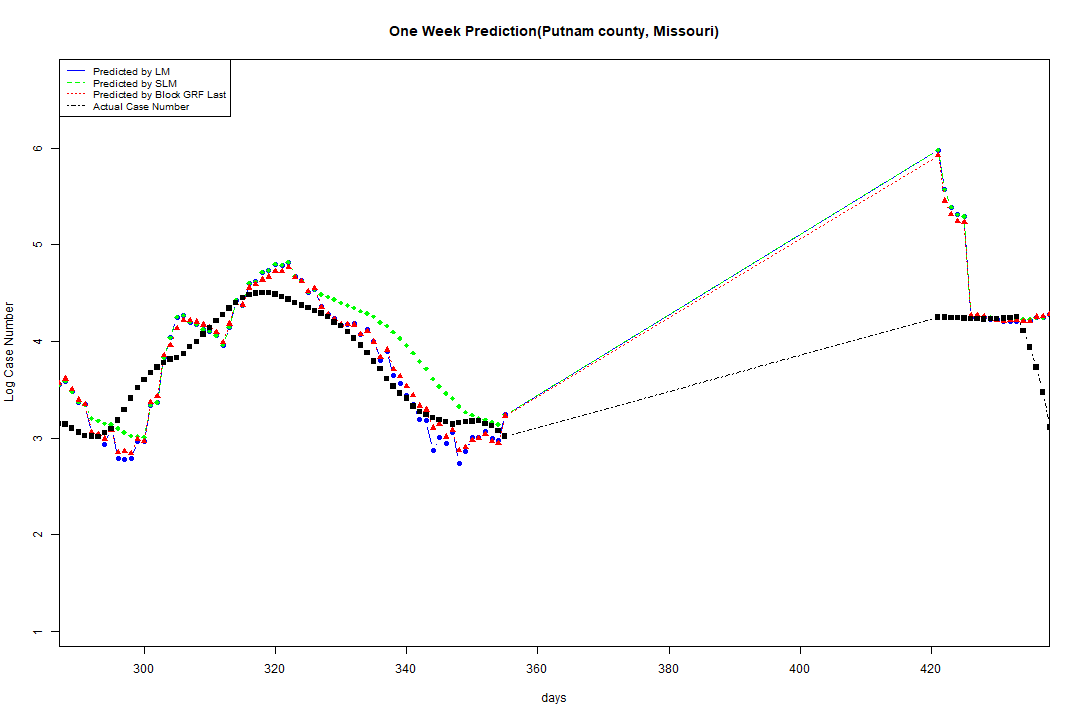 One Week Prediction(Putnam county, Missouri)
Predicted by LM
Predicted by SLM
Predicted by Block GRF Last
Actual Case Number
6
5
4
3
2
1
Log Case Number
300 320 340 360 380 400 420
days